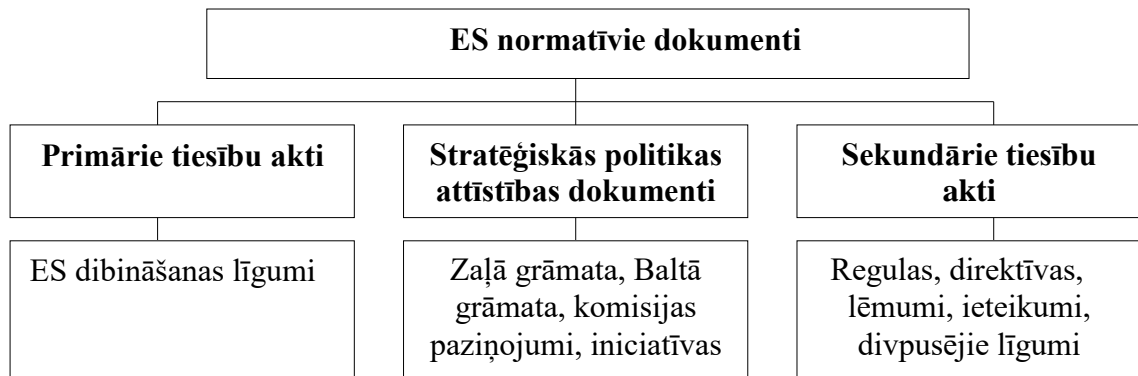 ES normatīvie dokumenti
Primārie tiesību akti
Stratēģiskās politikas
attīstības dokumenti
Sekundārie tiesību
akti
ES dibināšanas līgumi
Zaļā grāmata, Baltā
grāmata, komisijas
paziņojumi, iniciatīvas
Regulas, direktīvas,
lēmumi, ieteikumi,
divpusējie līgumi